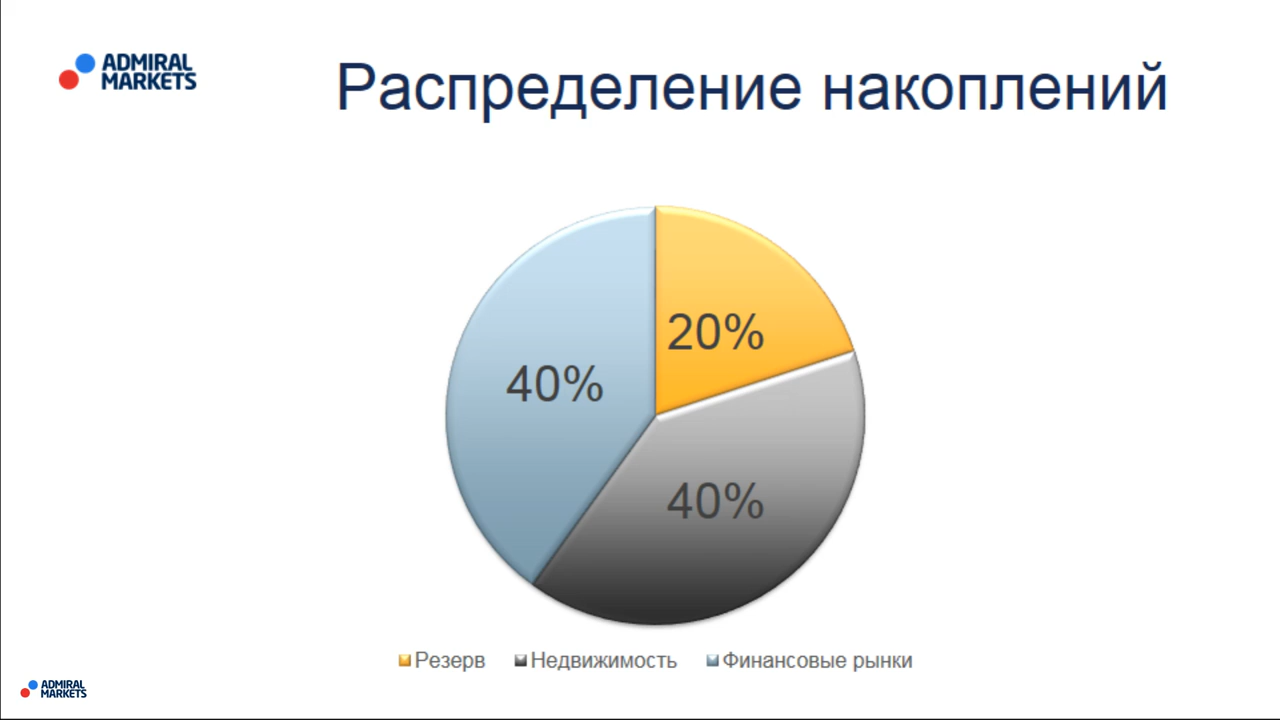 ADMIRAL
MARKETS
Распределение накоплений
20%
40%
40%
Резерв Недвижимость Финансовые рынки
ADMIRAL
MARKETS